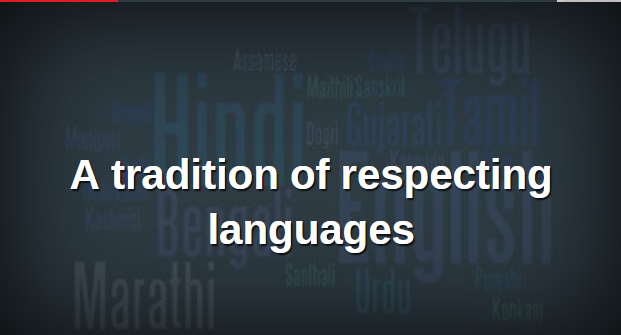 Telugu
Assamese
Maithili Sanskrit
Hindi
Gujarati Tamil
Dogri
Manipuri
A tradition of respecting
languages
Kashmiri
Bengali
English
Santhali
Marathi
Urdu
Punjabi
Konkani